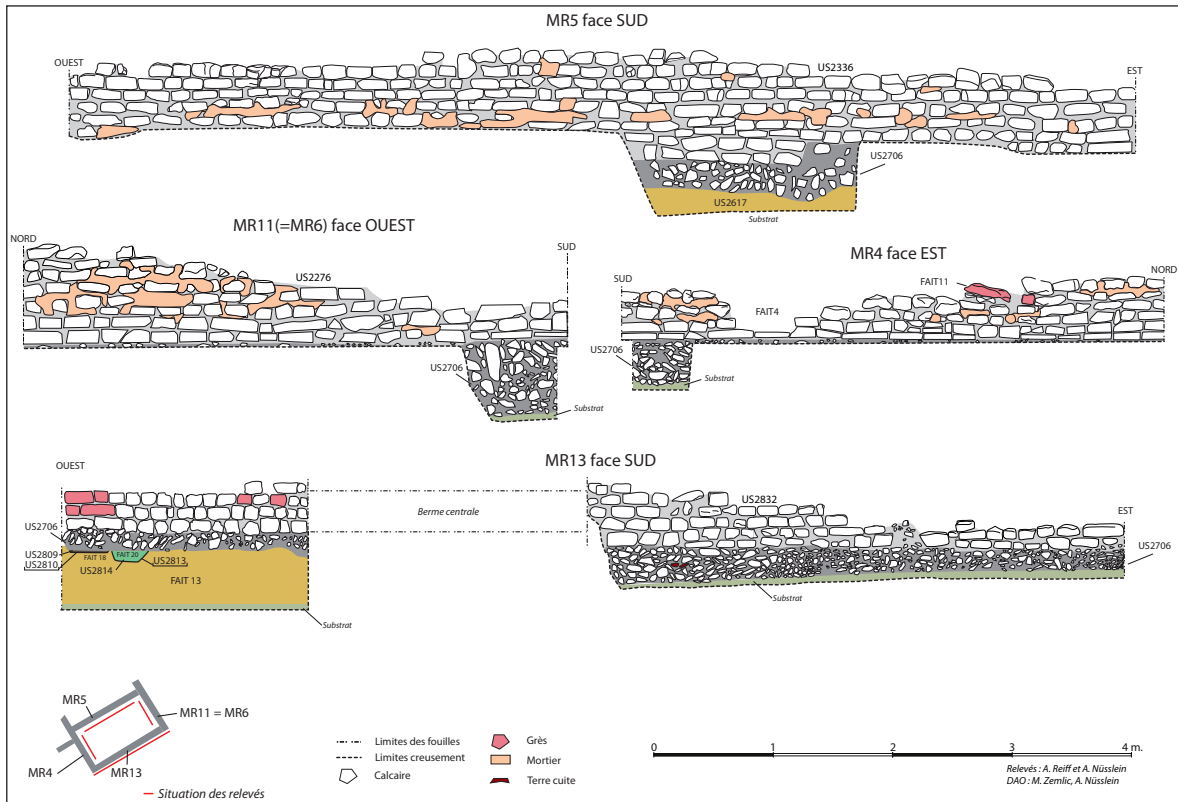 MR5 face SUD
OUEST
US2336
EST
US2706
US2617
Substrat
MR11(=MR6) face OUEST
NORD
US2276
SUD
US2706
Substrat
MR4 face EST
SUD
FAIT11
NORD
FAIT4
US2706
Substrat
MR13 face SUD
OUEST
Berme centrale
US2832
EST
US2706
US2706
US2809
US2810
FAIT 18
FAIT 20
US2813
US2814
FAIT 13
Substrat
Substrat
MR5
MR11 = MR6
MR4
MR13
Situation des relevés
Limites des fouilles
Limites creusement
Calcaire
Grès
Mortier
Terre cuite
0 1 2 3 4 m.
Relevés : A. Reiff et A. Nüsslein
DAO : M. Zemlic, A. Nüsslein